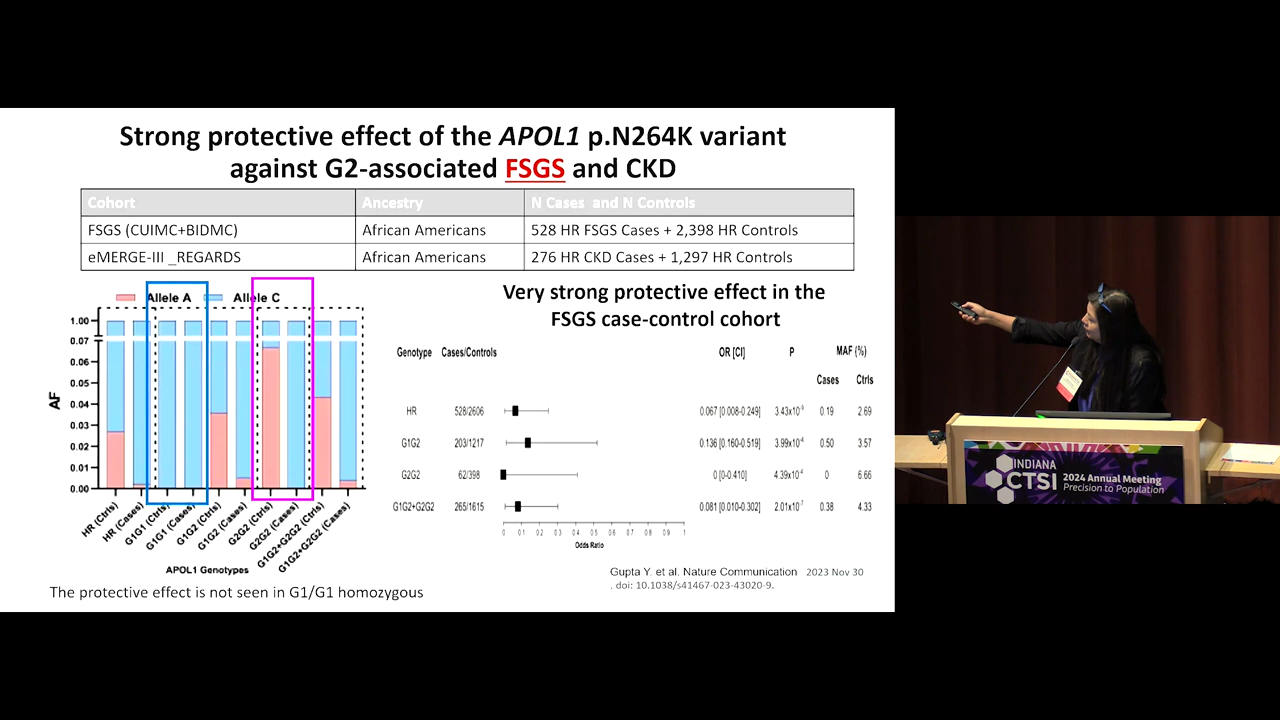 Strong protective effect of the APOL1 p.N264K variant
against G2-associated FSGS and CKD
Cohort Ancestry N Cases and N Controls
FSGS (CUIMC+BIDMC) African Americans 528 HR FSGS Cases + 2,398 HR Controls
eMERGE-III _REGARDS African Americans 276 HR CKD Cases + 1,297 HR Controls
Allele A Allele C
1.00
0.07
0.06
0.05
0.04
0.03
0.02
0.01
0.00
AF
HR (Ctrls)
HR (Cases)
G1G1 (Ctrls)
G1G1 (Cases)
G1G2 (Ctrls)
G1G2 (Cases)
G2G2 (Ctrls)
G2G2 (Cases)
G1G2+G2G2 (Ctrls)
G1G2+G2G2 (Cases)
APOL1 Genotypes
The protective effect is not seen in G1/G1 homozygous
Very strong protective effect in the
FSGS case-control cohort
Genotype Cases/Controls OR [CI] P MAF (%)
Cases Ctrls
HR 528/2606 0.067 [0.008-0.249] 3.43x10-9 0.19 2.69
G1G2 203/1217 0.136 [0.160-0.519] 3.99x10-4 0.50 3.57
G2G2 62/398 0 [0-0.410] 4.39x10-4 0 6.66
G1G2+G2G2 265/1615 0.081 [0.010-0.302] 2.01x10-7 0.38 4.33
0 0.1 0.2 0.3 0.4 0.5 0.6 0.7 0.8 0.9 1
Odds Ratio
Gupta Y. et al. Nature Communication 2023 Nov 30
. doi: 10.1038/s41467-023-43020-9.
INDIANA
CTSI
2024 Annual Meeting
Precision to Population